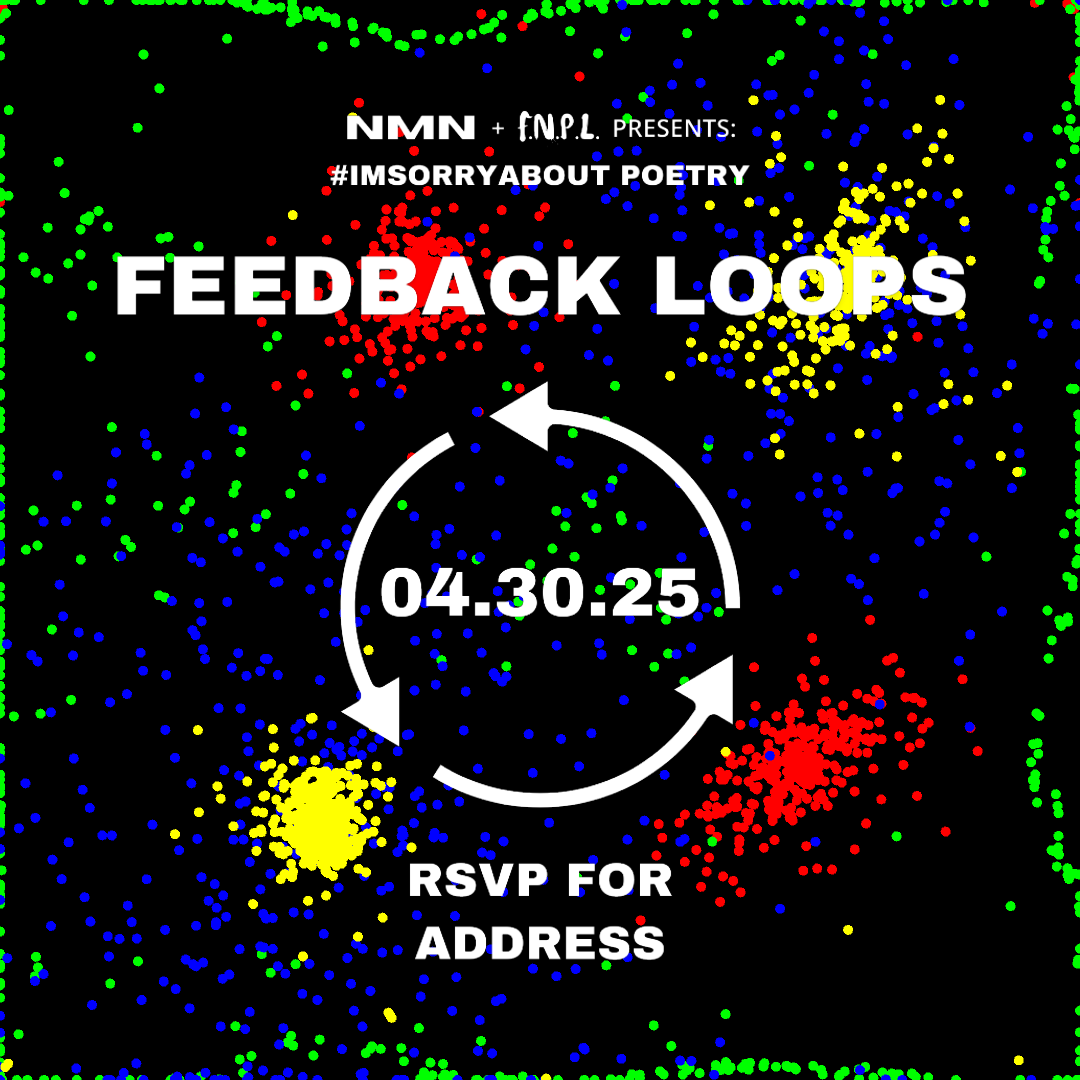 NMN + F.N.P.L. PRESENTS:
#IMSORRYABOUT POETRY
FEEDBACK LOOPS
04.30.25
RSVP FOR
ADDRESS